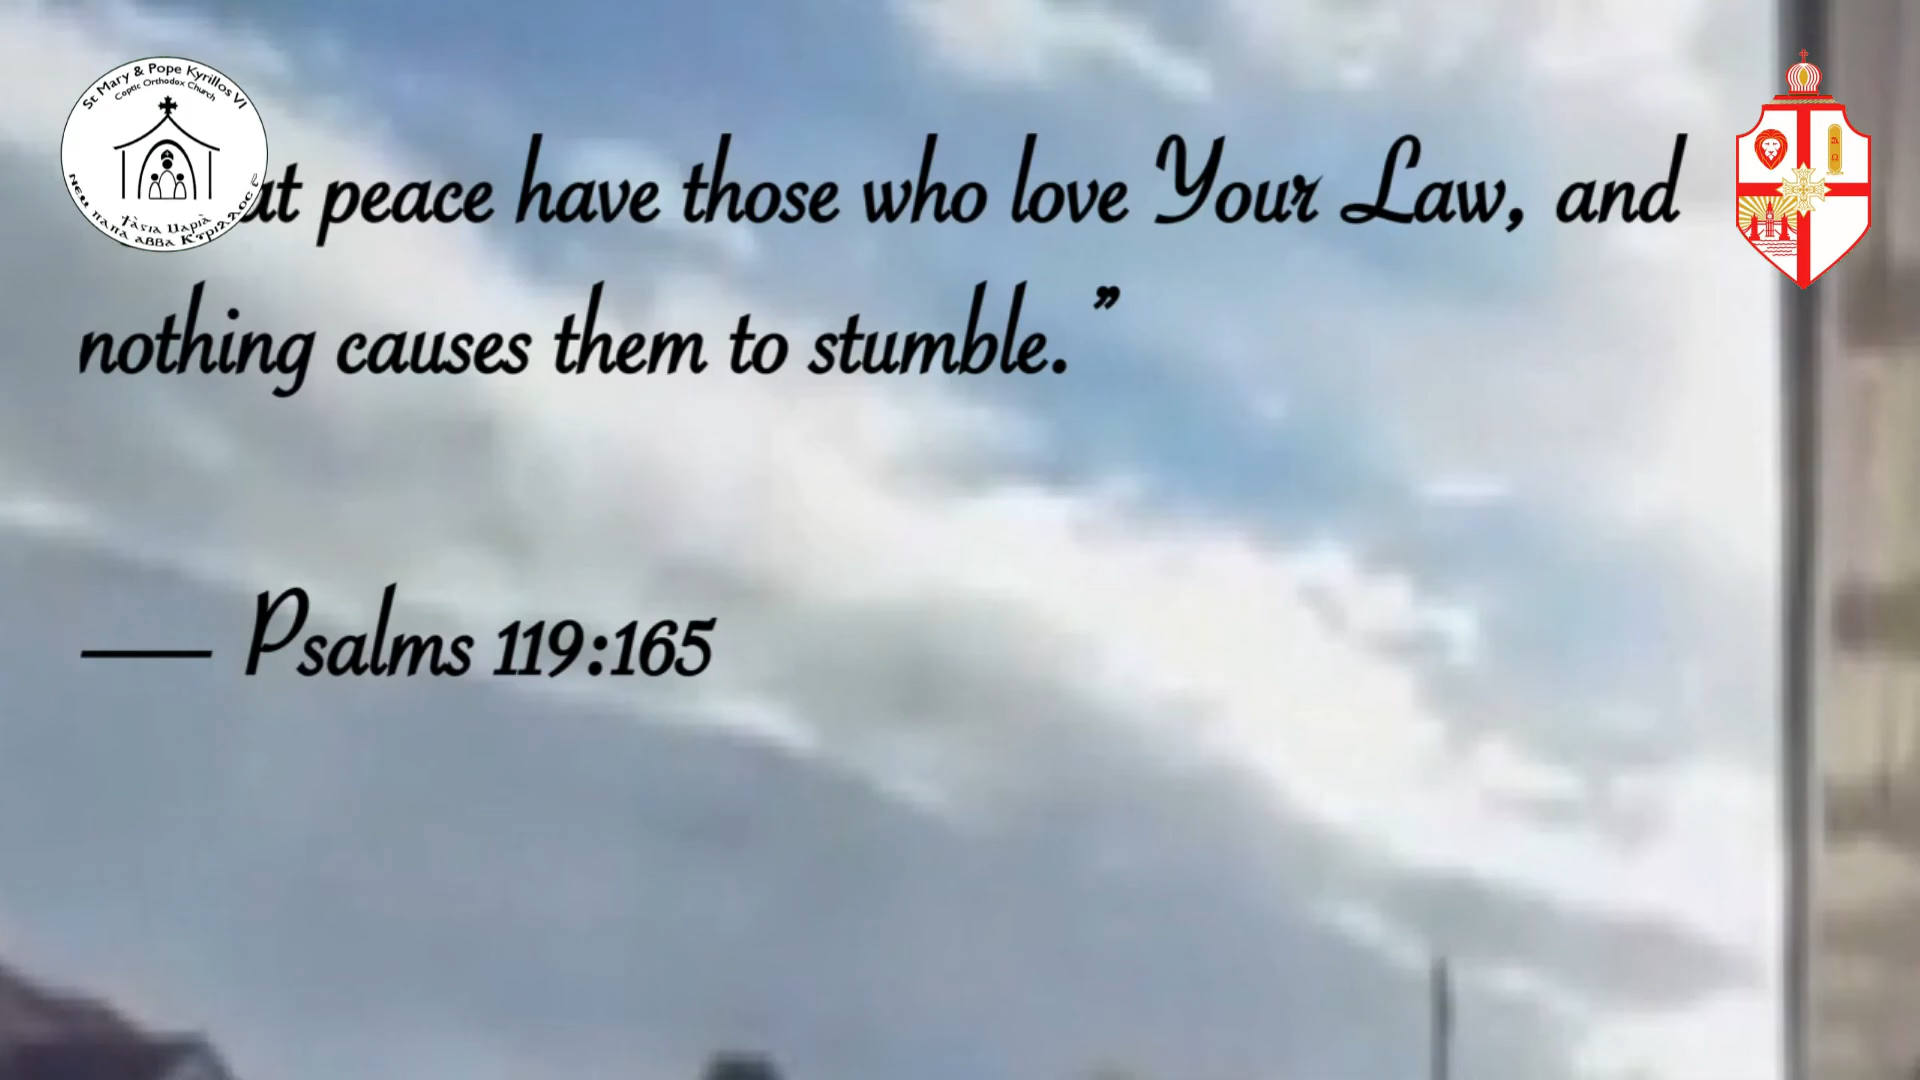 St Mary & Pope Kyrillos VI
Coptic Orthodox Church
at peace have those who love Your Law, and
nothing causes them to stumble.”
— Psalms 119:165